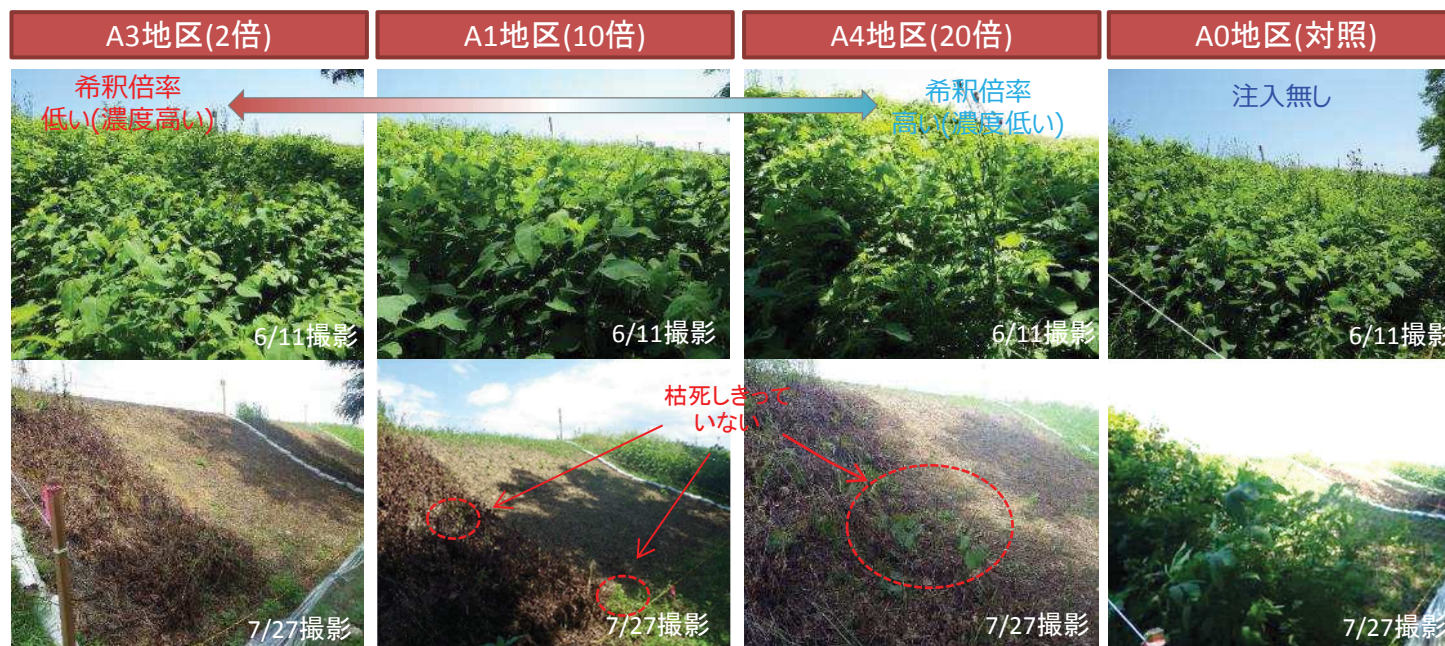 A3地区(2倍)
A1地区(10倍)
A4地区(20倍)
A0地区(対照)
希釈倍率
低い(濃度高い)
希釈倍率
高い(濃度低い)
注入無し
6/11撮影
6/11撮影
6/11撮影
6/11撮影
枯死しきって
いない
7/27撮影
7/27撮影
7/27撮影
7/27撮影